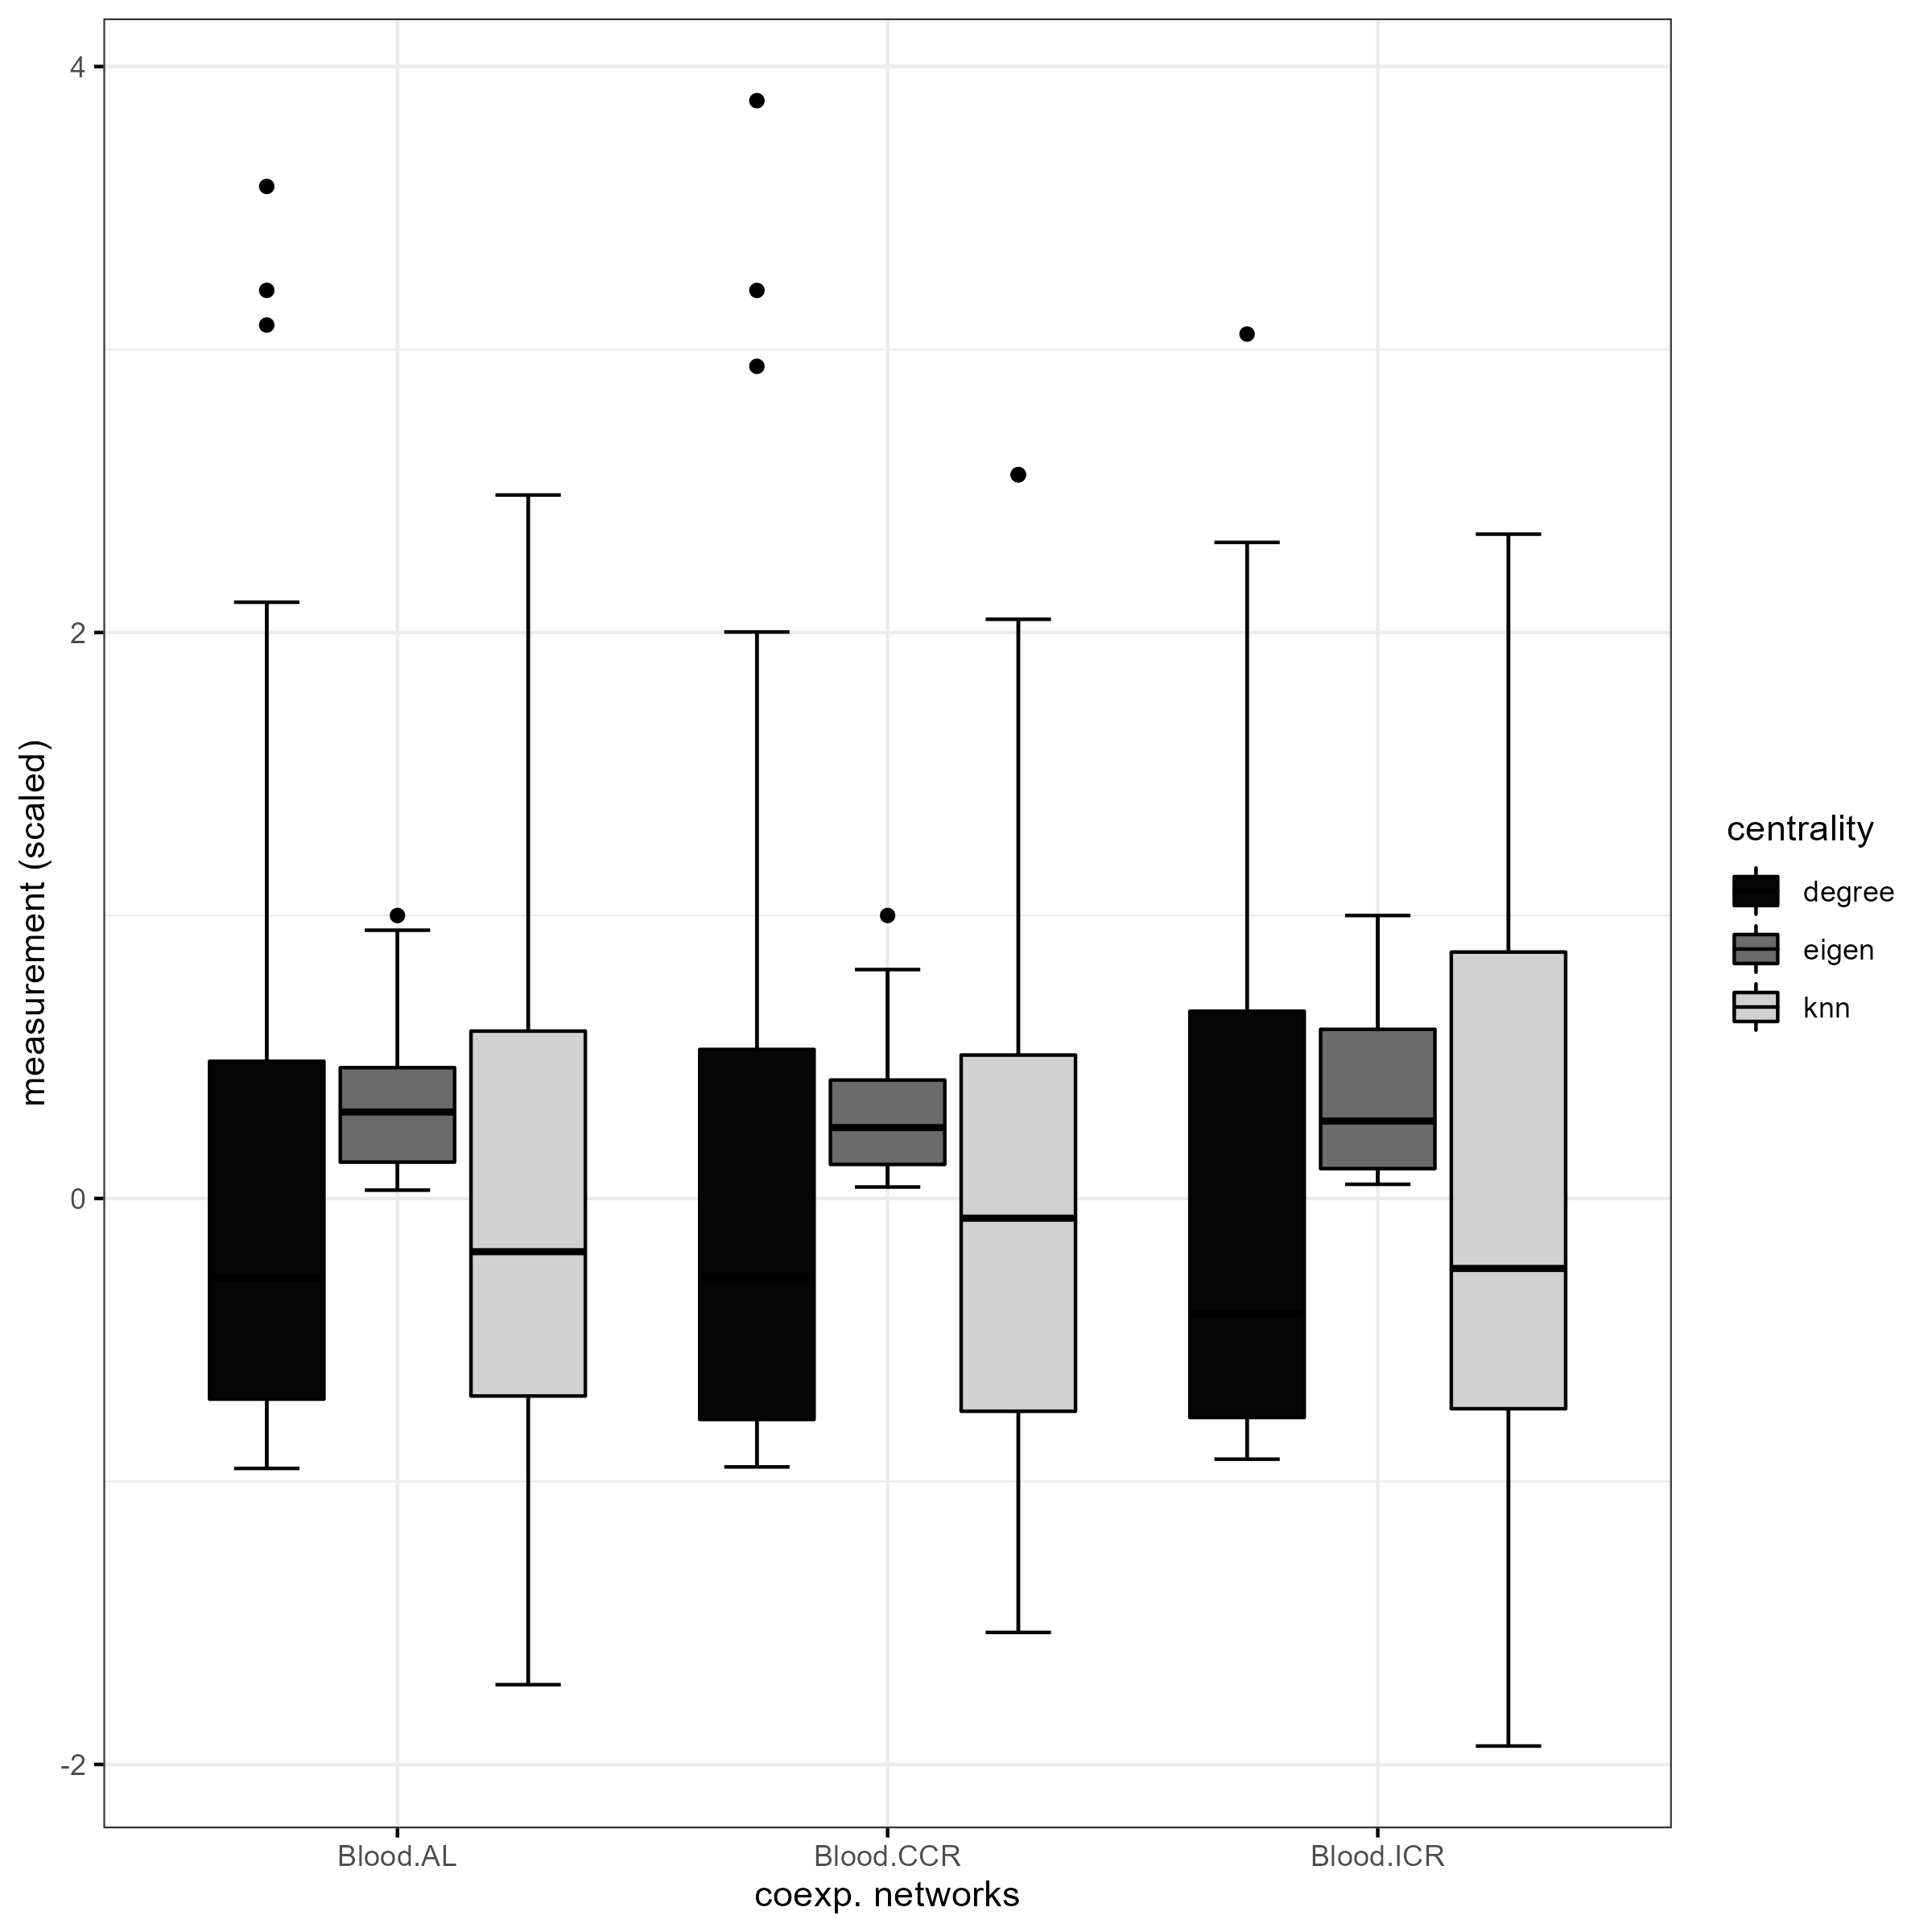 4
2
0
-2
measurement (scaled)
Blood.AL
Blood.CCR
Blood.ICR
coexp. networks
centrality
degree
eigen
knn